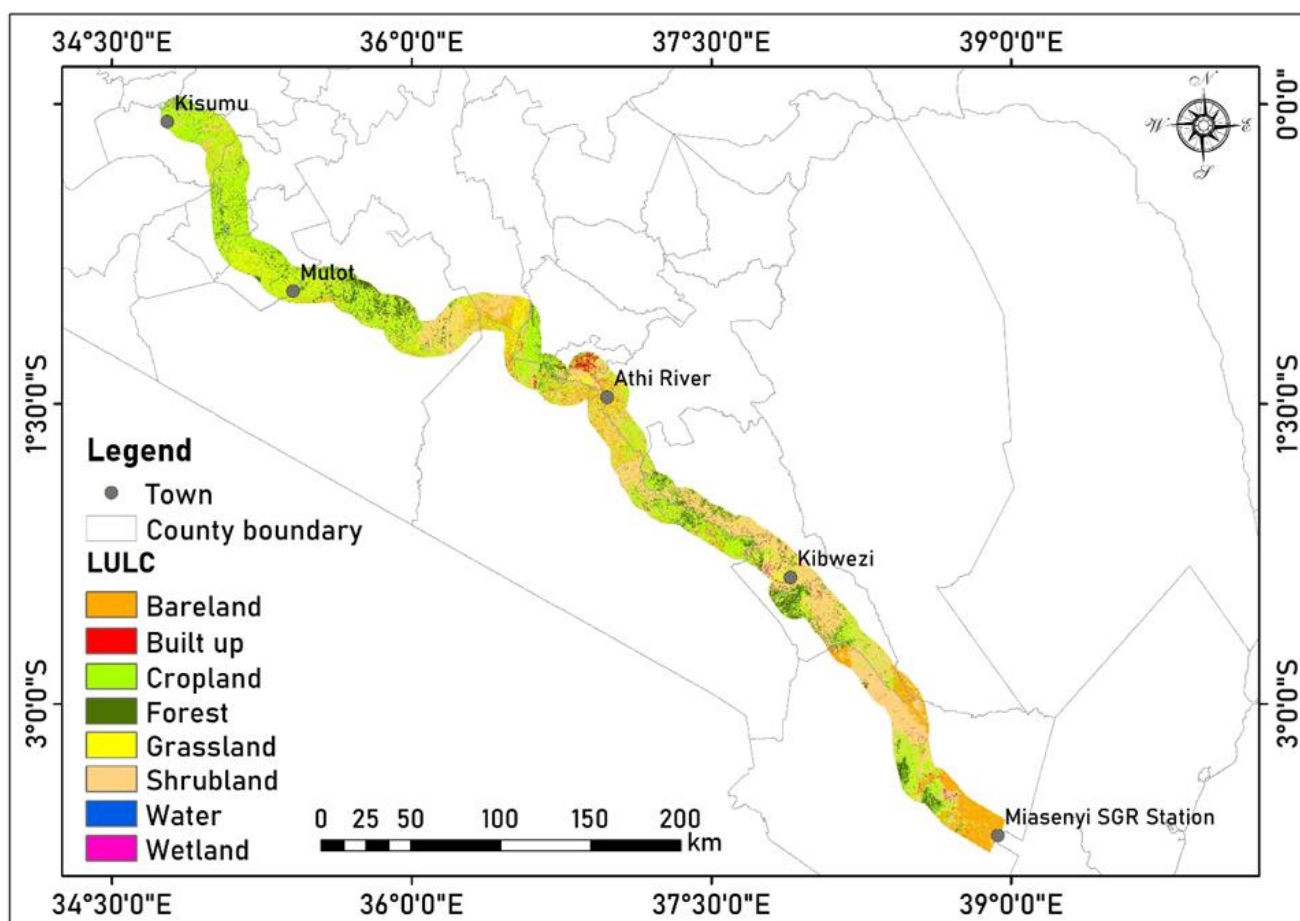 34°30'0"E 36°0'0"E 37°30'0"E 39°0'0"E
N
W E
S
0°0'0"
Kisumu
Mulot
Athi River
1°30'0"S
1°30'0"S
Kibwezi
3°0'0"S
3°0'0"S
Miasenyi SGR Station
Legend
Town
County boundary
LULC
Bareland
Built up
Cropland
Forest
Grassland
Shrubland
Water
Wetland
0 25 50 100 150 200
km
34°30'0"E 36°0'0"E 37°30'0"E 39°0'0"E